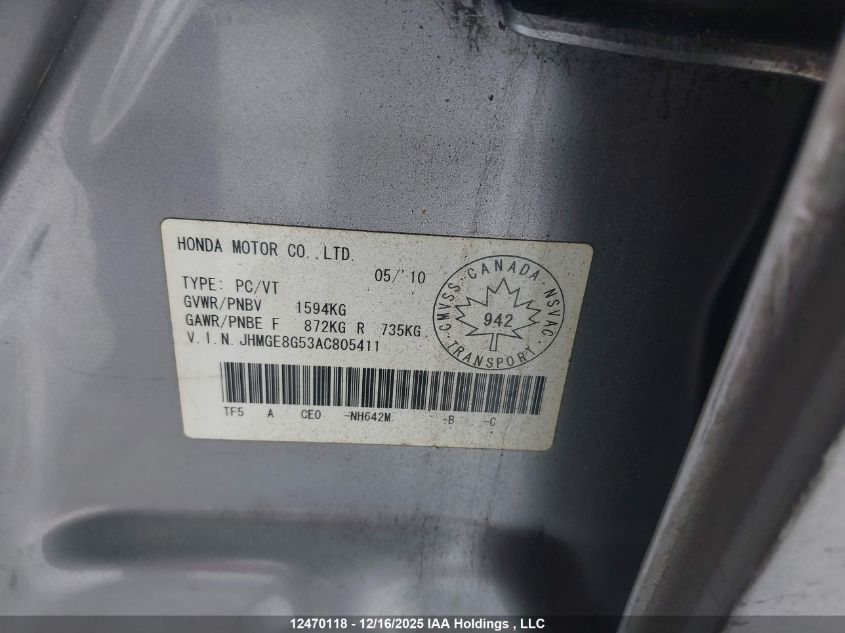 HONDA MOTOR CO.,LTD.
05/'10
TYPE: PC/VT
GVWR/PNBV 1594KG
GAWR/PNBE F 872KG R 735KG
V.I.N. JHMGE8G53AC805411
CMVSS CANADA NSVAC
942
TRANSPORT
TF5 A CE0 -NH642M -B -C
12470118 - 12/16/2025 IAA Holdings , LLC